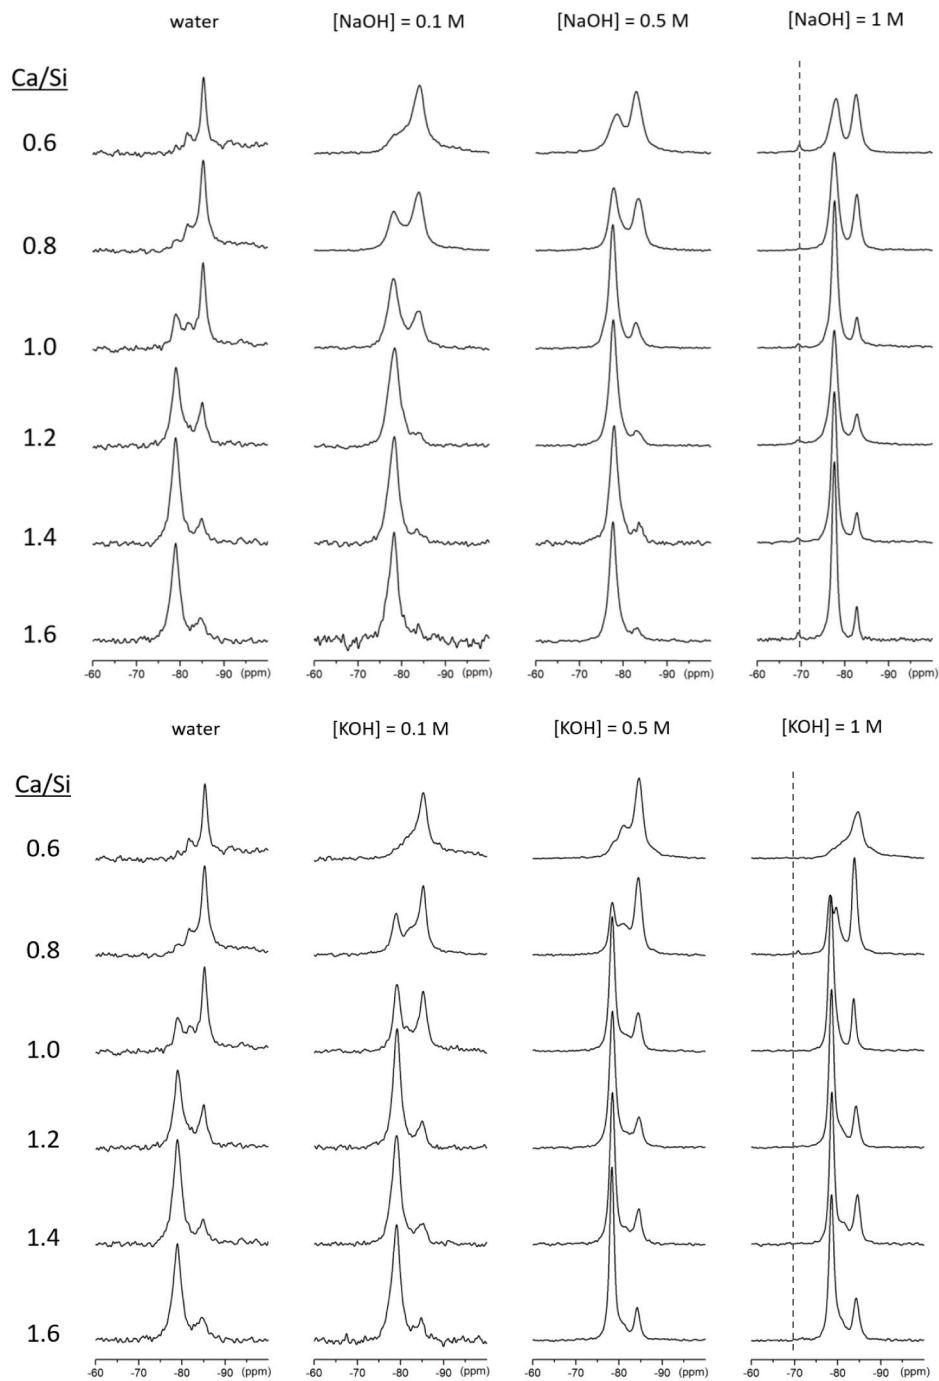 water [NaOH] = 0.1 M [NaOH] = 0.5 M [NaOH] = 1 M
Ca/Si
0.6
0.8
1.0
1.2
1.4
1.6
-60 -70 -80 -90 (ppm) -60 -70 -80 -90 (ppm) -60 -70 -80 -90 (ppm) -60 -70 -80 -90 (ppm)
water [KOH] = 0.1 M [KOH] = 0.5 M [KOH] = 1 M
Ca/Si
0.6
0.8
1.0
1.2
1.4
1.6
-60 -70 -80 -90 (ppm) -60 -70 -80 -90 (ppm) -60 -70 -80 -90 (ppm) -60 -70 -80 -90 (ppm)